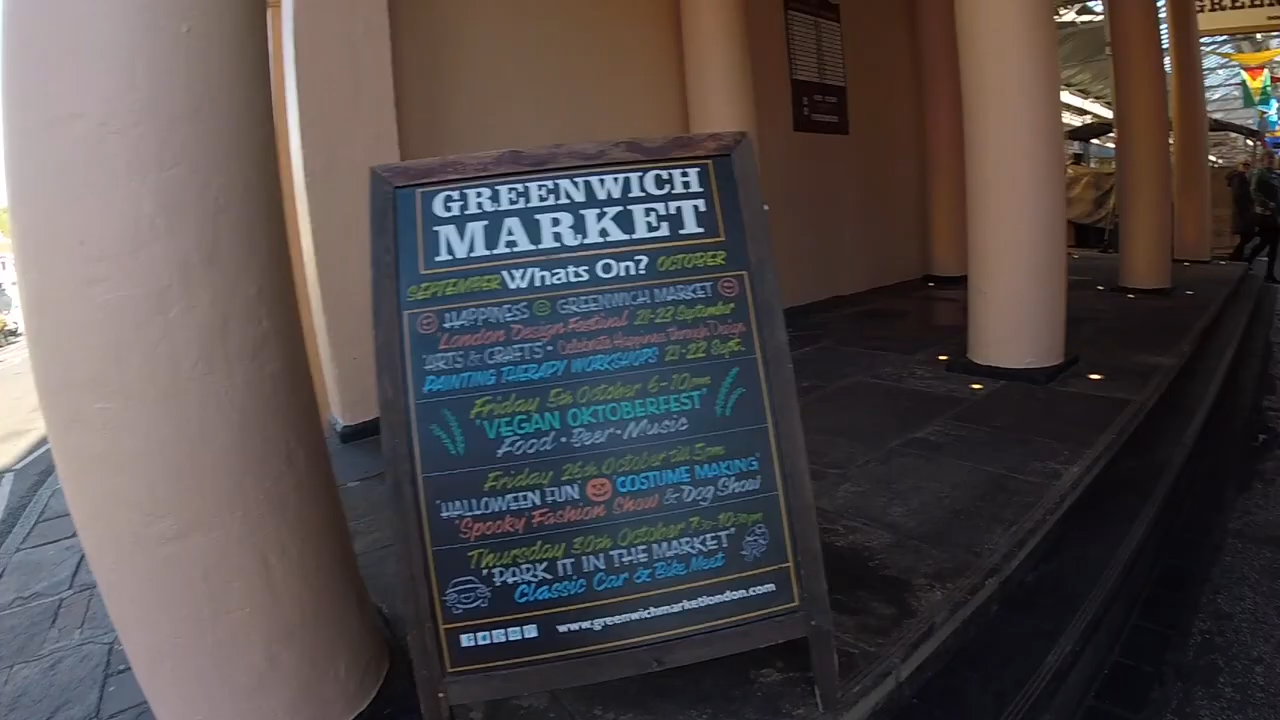 GREENWICH
MARKET
SEPTEMBER Whats On? OCTOBER
HAPPINESS GREENWICH MARKET
London Design Festival 21-23 September
"ARTS & CRAFTS" - Celebrate Happiness through Design
PAINTING THERAPY WORKSHOPS 21-22 Sept.
Friday 5th October 6-10pm
"VEGAN OKTOBERFEST"
Food · Beer · Music
Friday 26th October till 5pm
"HALLOWEEN FUN "COSTUME MAKING"
"Spooky" Fashion Show & Dog Show
Thursday 30th October 7:30-10:30pm
"PARK IT IN THE MARKET"
Classic Car & Bike Meet
www.greenwichmarketlondon.com